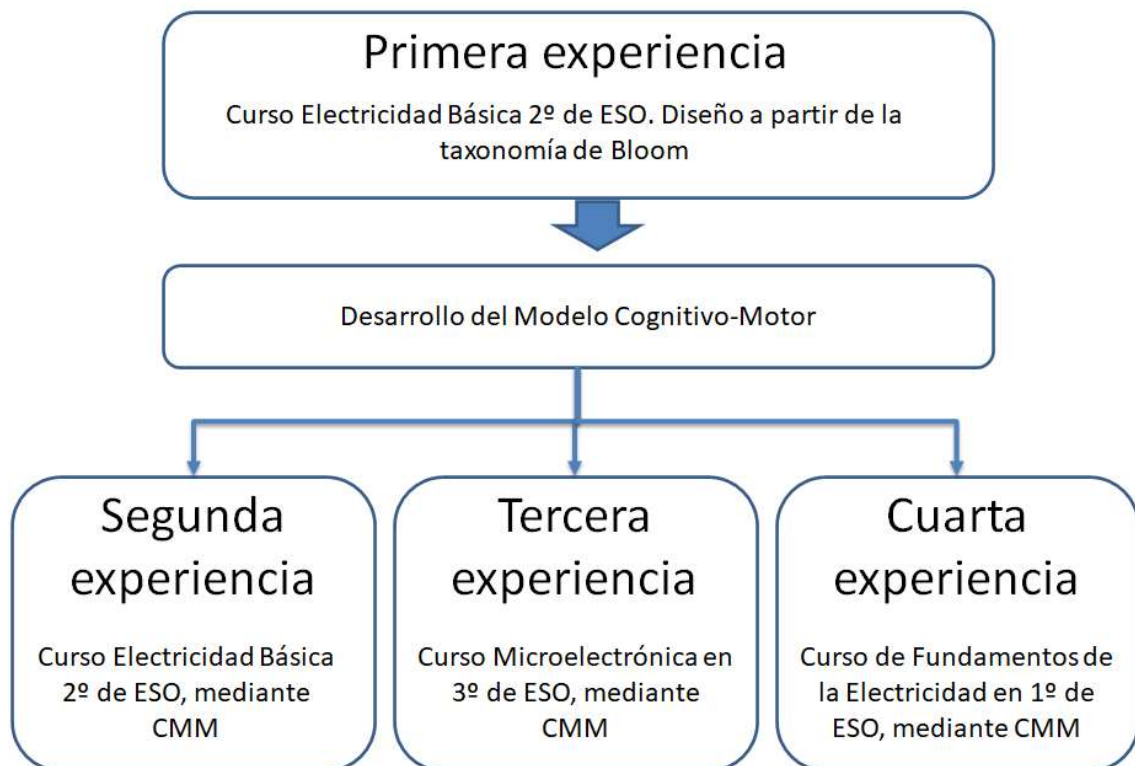 Primera experiencia
Curso Electricidad Básica 2º de ESO. Diseño a partir de la
taxonomía de Bloom
Desarrollo del Modelo Cognitivo-Motor
Segunda
experiencia
Curso Electricidad Básica
2º de ESO, mediante
CMM
Tercera
experiencia
Curso Microelectrónica en
3º de ESO, mediante
CMM
Cuarta
experiencia
Curso de Fundamentos de
la Electricidad en 1º de
ESO, mediante CMM